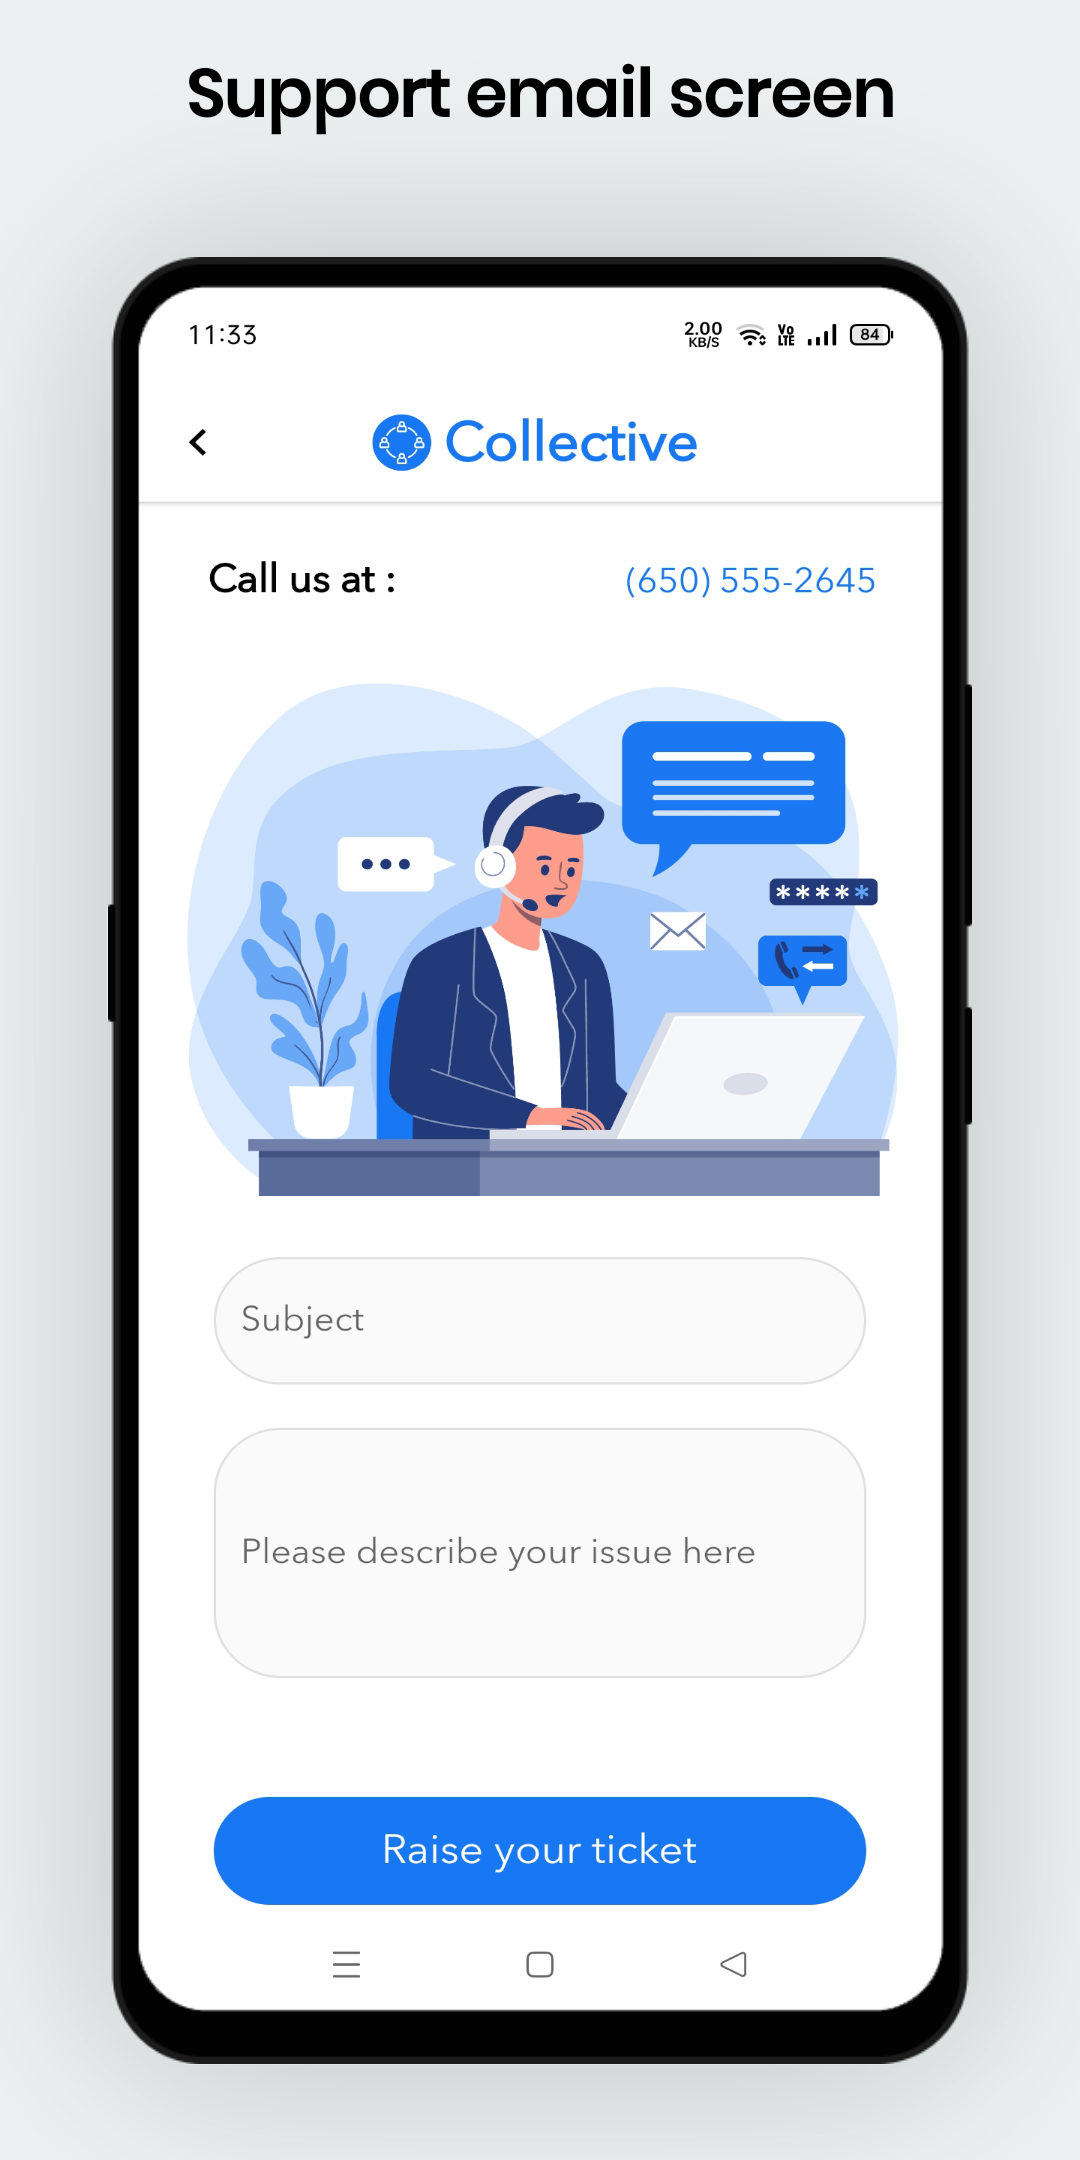 Support email screen
11:33
2.00
KB/S
Vo
LTE
84
Collective
Call us at :
(650) 555-2645
*****
Subject
Please describe your issue here
Raise your ticket